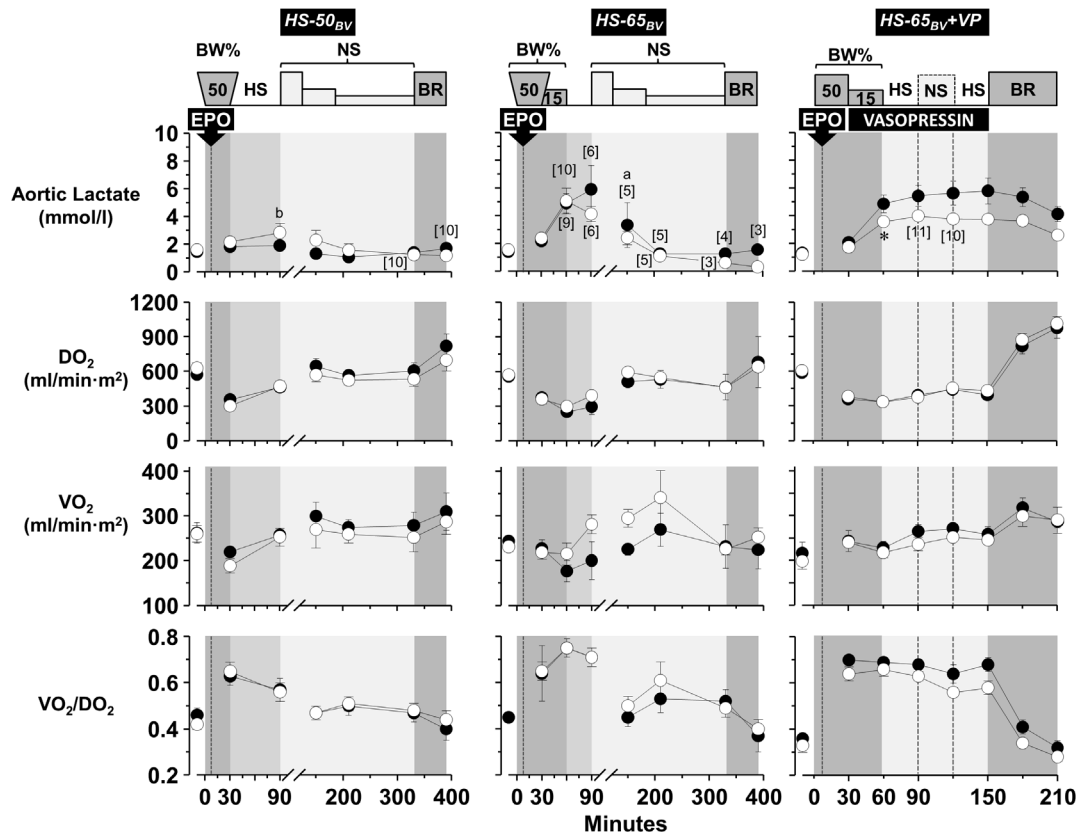 HS-50BV
HS-65BV
HS-65BV+VP
BW%
NS
BW%
NS
BW%
50
HS
BR
50
15
BR
50
15
HS
NS
HS
BR
EPO
EPO
EPO
VASOPRESSIN
Aortic Lactate
(mmol/l)
10
8
6
4
2
0
b
[10]
[10]
[10]
[9]
[6]
[6]
a
[5]
[5]
[5]
[4]
[3]
[3]
*
[11]
[10]
DO2
(ml/min·m²)
1200
900
600
300
0
VO2
(ml/min·m²)
400
300
200
100
VO2/DO2
0.8
0.6
0.4
0.2
0 30 90 200 300 400
0 30 90 200 300 400
0 30 60 90 120 150 210
Minutes